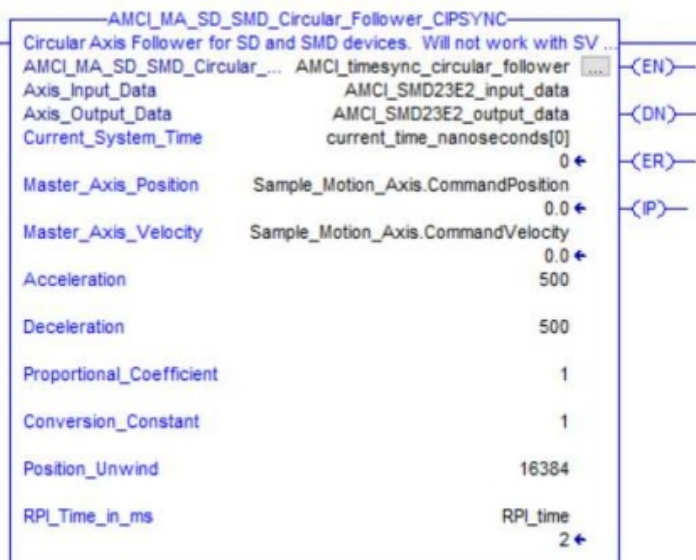 AMCI_MA_SD_SMD_Circular_Follower_CIPSYNC
Circular Axis Follower for SD and SMD devices. Will not work with SV ...
AMCI_MA_SD_SMD_Circular_... AMCI_timesync_circular_follower ... (EN)
Axis_Input_Data AMCI_SMD23E2_input_data
Axis_Output_Data AMCI_SMD23E2_output_data (DN)
Current_System_Time current_time_nanoseconds[0]
0 (ER)
Master_Axis_Position Sample_Motion_Axis.CommandPosition
0.0 (IP)
Master_Axis_Velocity Sample_Motion_Axis.CommandVelocity
0.0
Acceleration 500
Deceleration 500
Proportional_Coefficient 1
Conversion_Constant 1
Position_Unwind 16384
RPI_Time_in_ms RPI_time
2